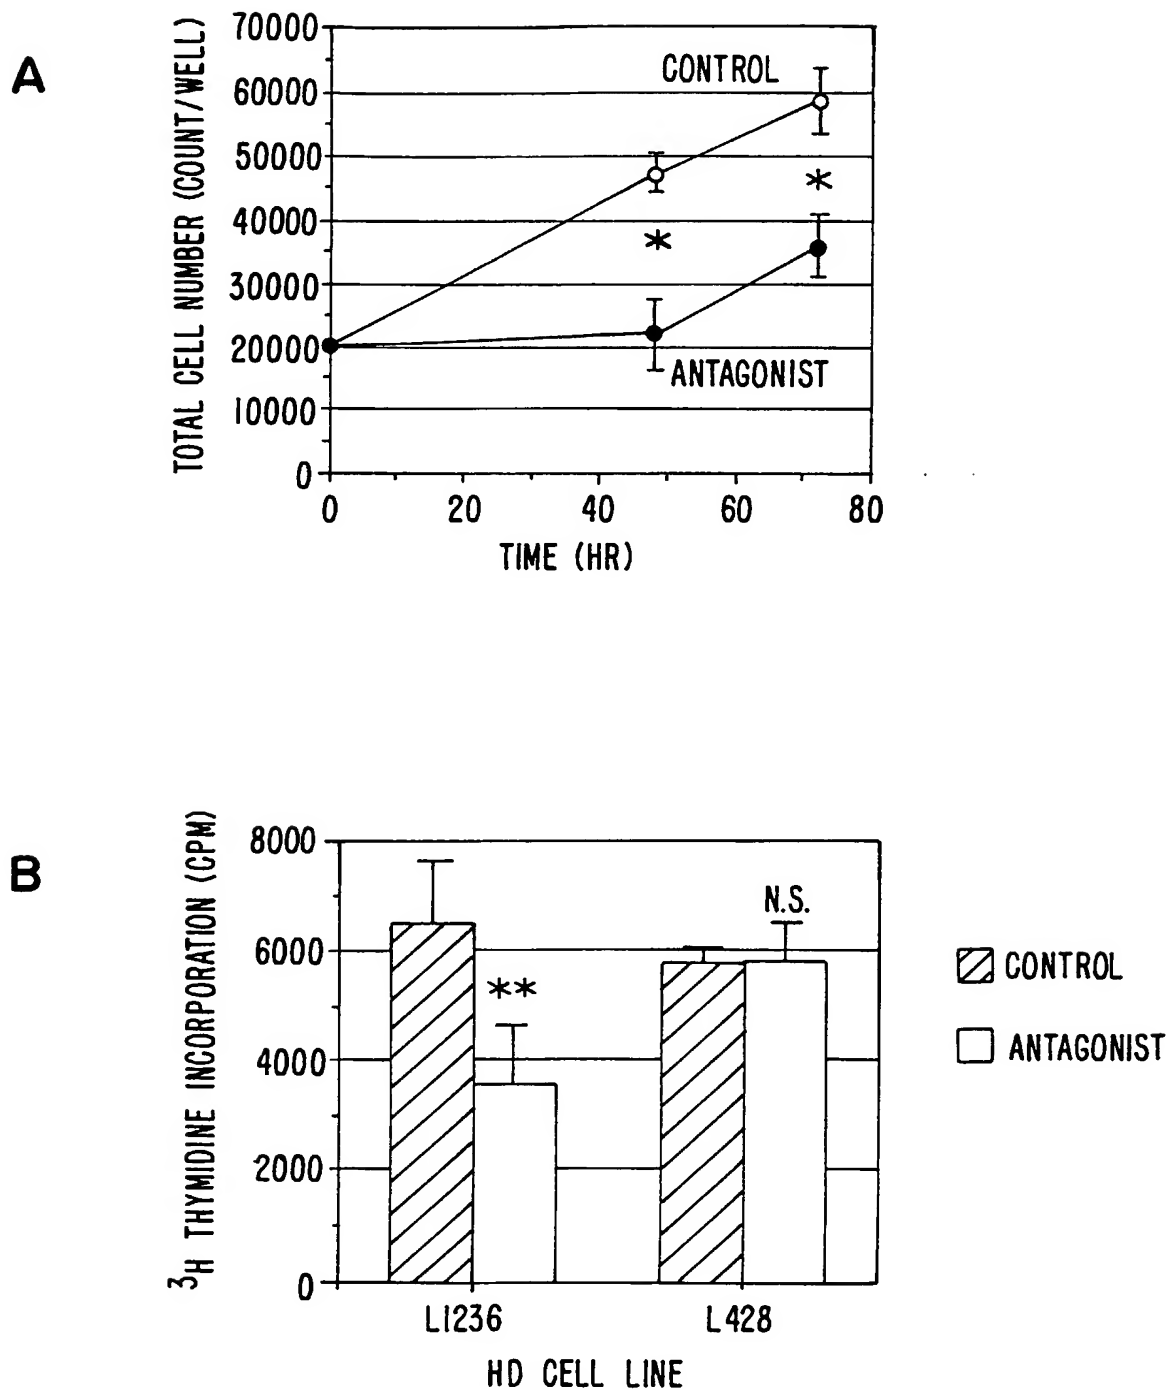 A
TOTAL CELL NUMBER (COUNT/WELL)
70000
60000
50000
40000
30000
20000
10000
0
CONTROL
*
*
ANTAGONIST
0 20 40 60 80
TIME (HR)
B
³H THYMIDINE INCORPORATION (CPM)
8000
6000
4000
2000
0
N.S.
**
CONTROL
ANTAGONIST
L1236 L428
HD CELL LINE